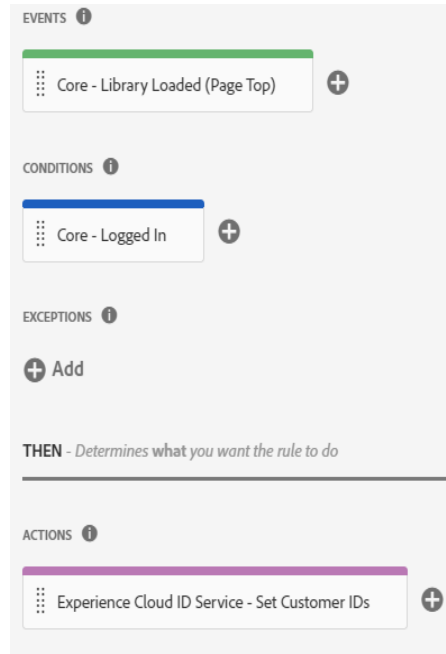 EVENTS
Core - Library Loaded (Page Top)
CONDITIONS
Core - Logged In
EXCEPTIONS
Add
THEN - Determines what you want the rule to do
ACTIONS
Experience Cloud ID Service - Set Customer IDs